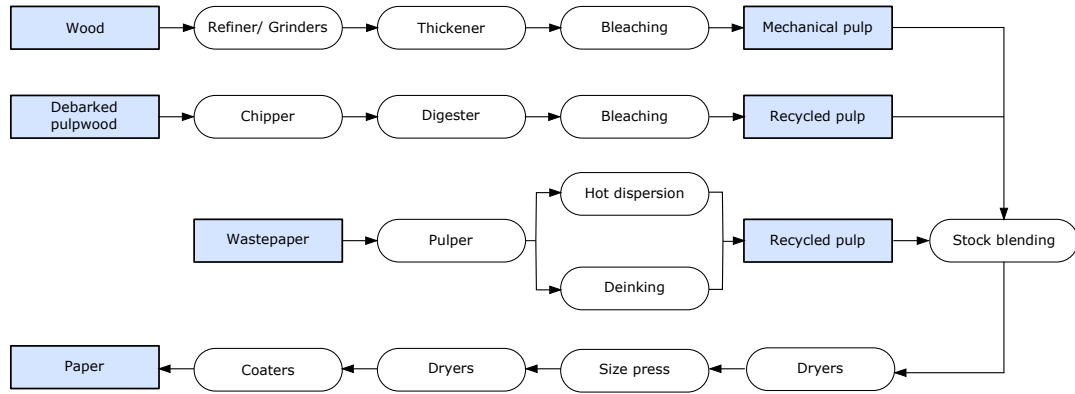 Wood
Refiner/ Grinders
Thickener
Bleaching
Mechanical pulp
Debarked
pulpwood
Chipper
Digester
Bleaching
Recycled pulp
Hot dispersion
Wastepaper
Pulper
Recycled pulp
Stock blending
Deinking
Paper
Coaters
Dryers
Size press
Dryers